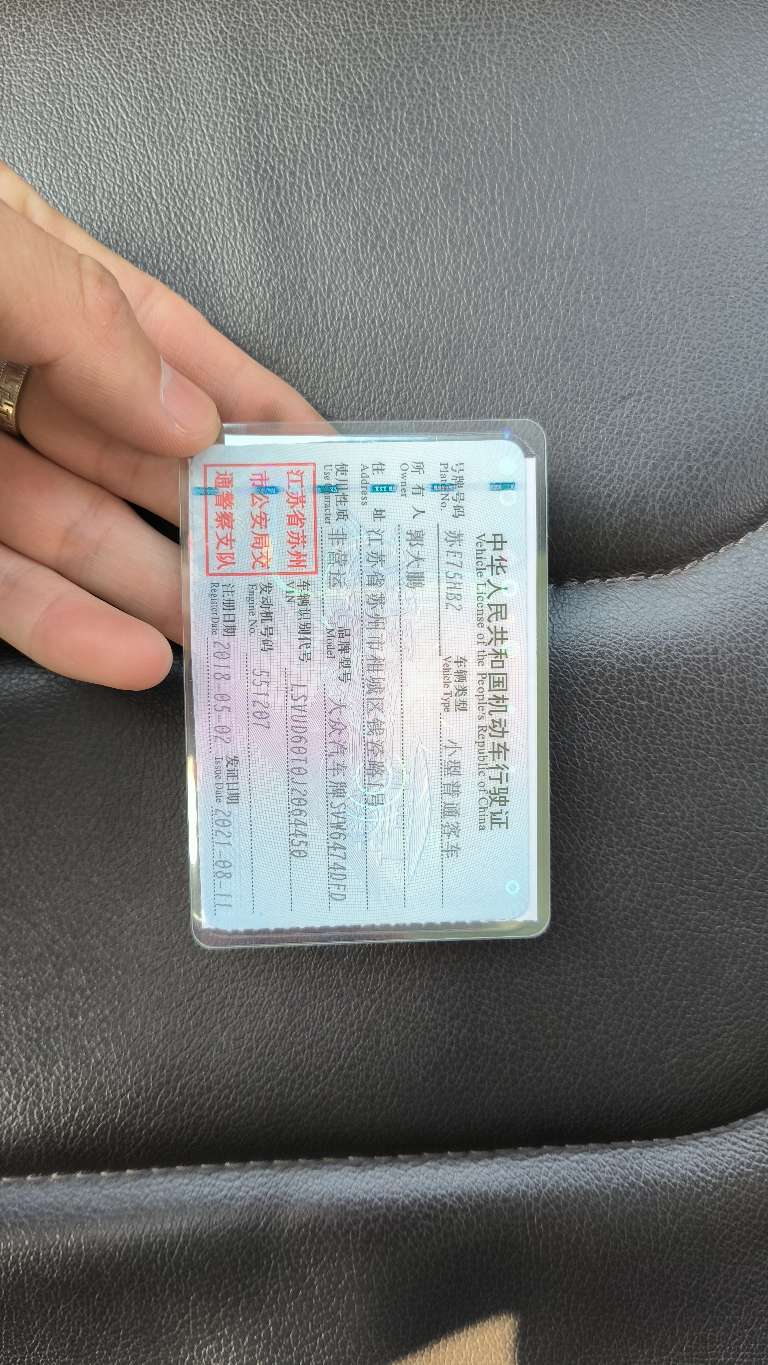 中华人民共和国机动车行驶证
Vehicle License of the People's Republic of China
号牌号码 苏E75HB2 车辆类型 小型普通客车
Plate No. Vehicle Type
所有人 郭大鹏
Owner
住址 江苏省苏州市相城区钱泾路1号
Address
使用性质 非营运 品牌型号 大众汽车牌SVW6474DFD
Use Character Model
江苏省苏州
市公安局交
通警察支队
车辆识别代号 LSVUD60T0J2064450
VIN
发动机号码 551207
Engine No.
注册日期 2018-05-02 发证日期 2021-08-11
Register Date Issue Date